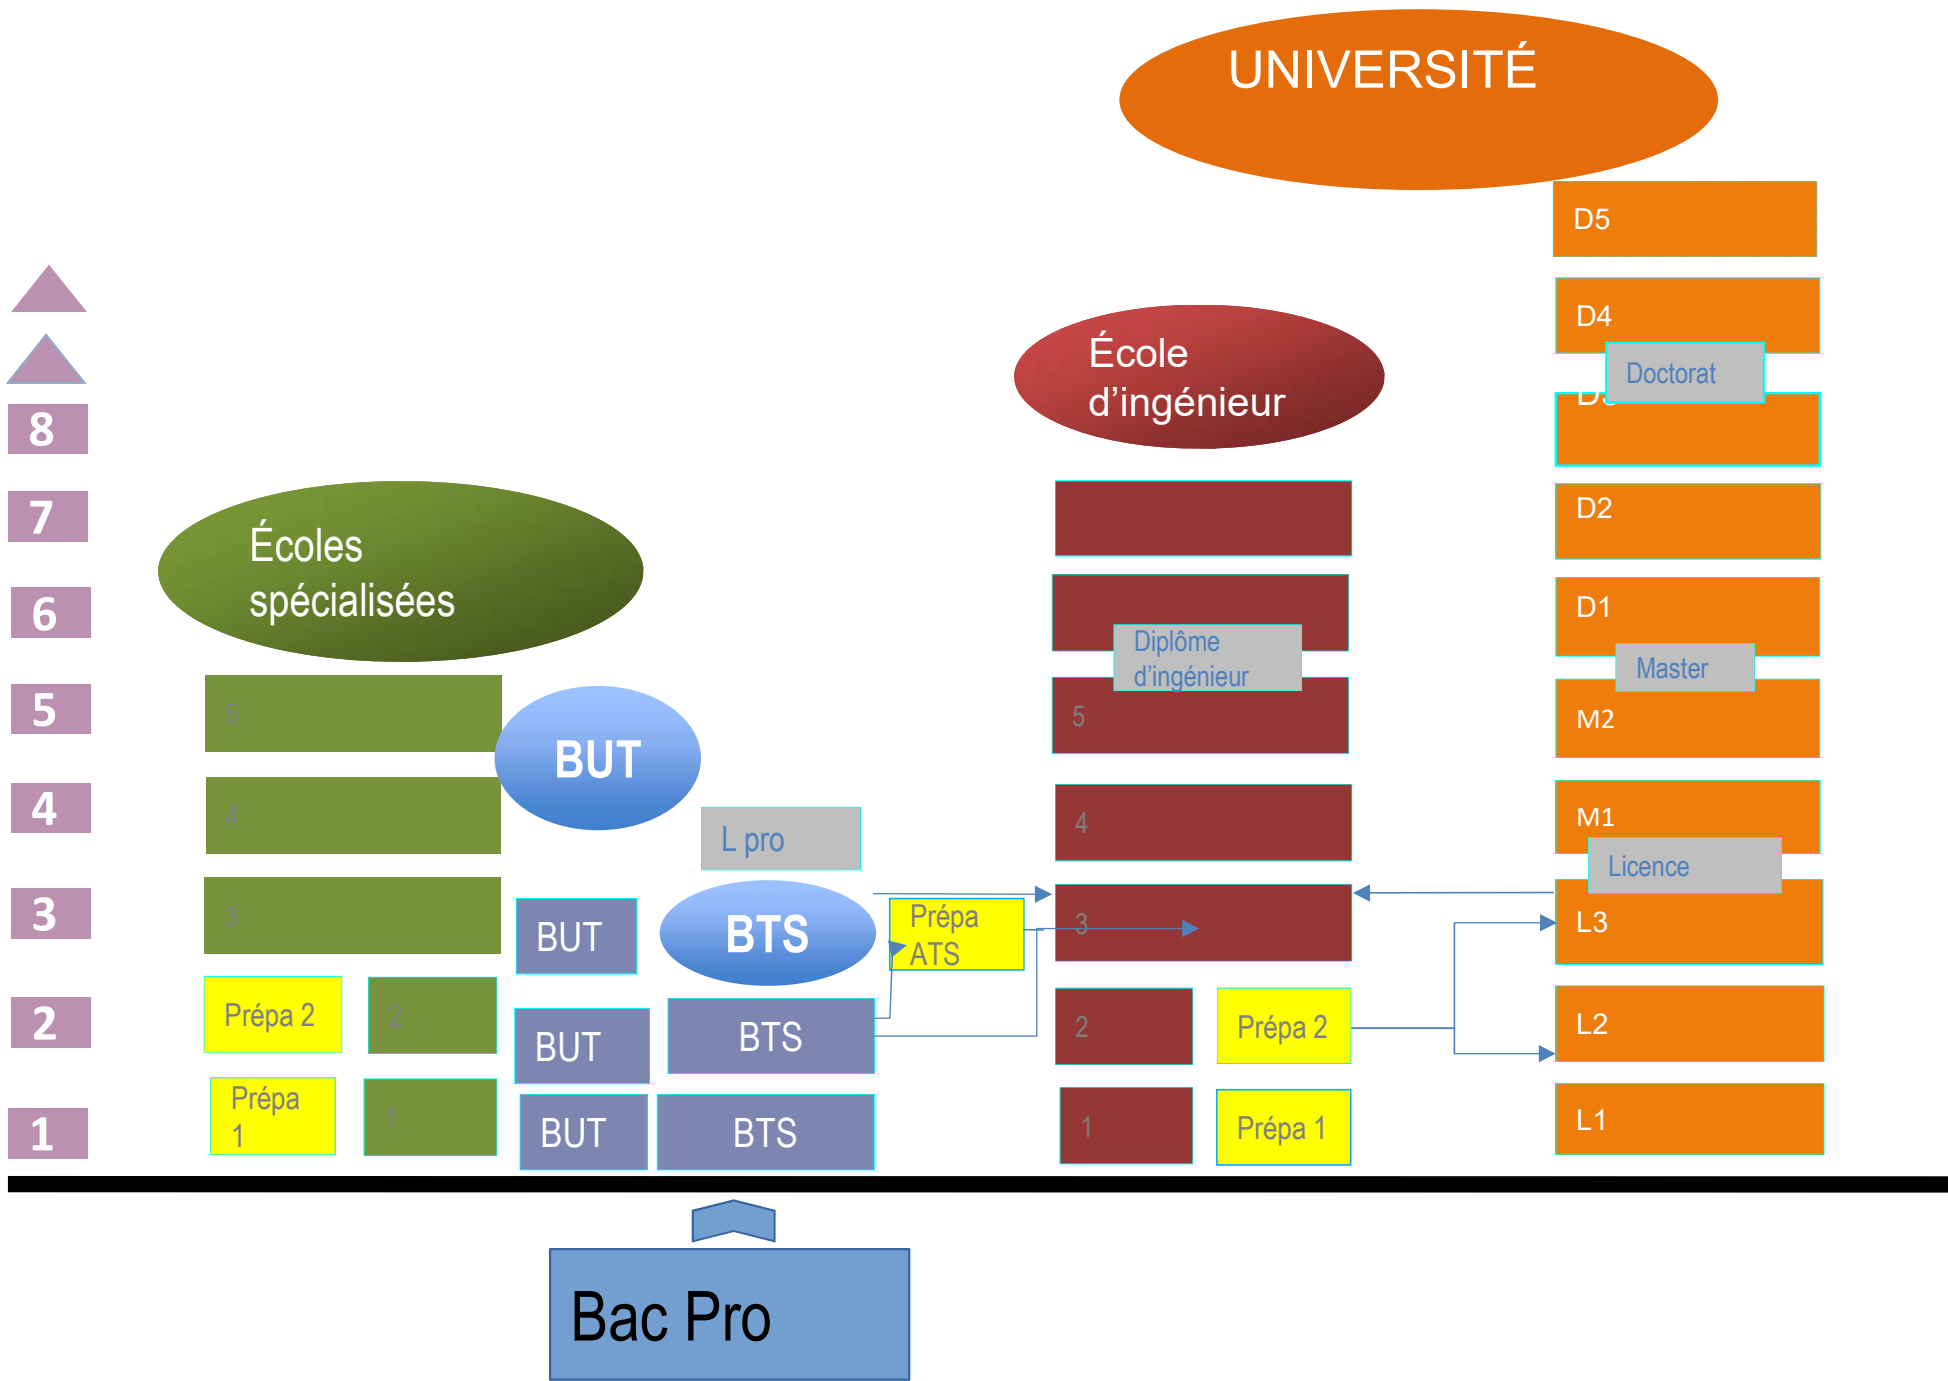 UNIVERSITÉ
D5
D4
Doctorat
D3
D2
D1
Master
M2
M1
Licence
L3
L2
L1
École
d’ingénieur
Diplôme
d’ingénieur
5
4
3
2
Prépa 2
1
Prépa 1
8
7
6
5
4
3
2
1
Écoles
spécialisées
5
4
3
Prépa 2
2
Prépa
1
1
BUT
BUT
BUT
BUT
L pro
BTS
Prépa
ATS
BTS
BTS
Bac Pro